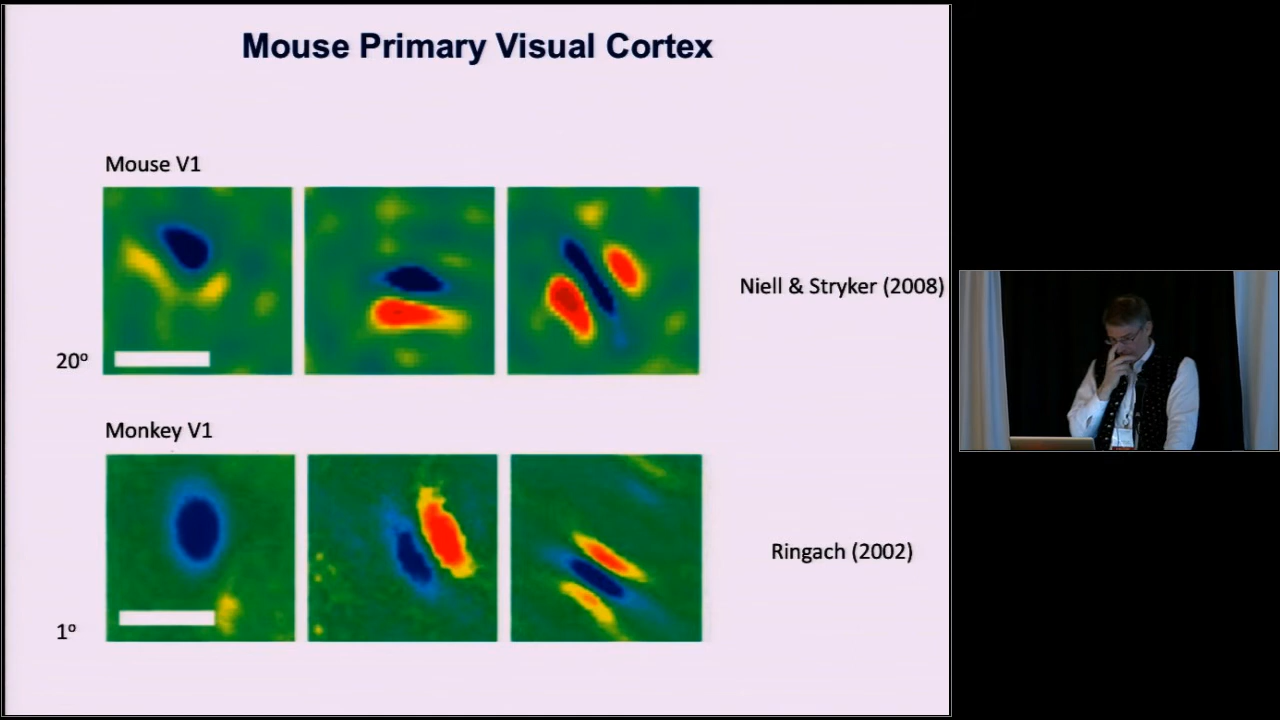 Mouse Primary Visual Cortex
Mouse V1
Niell & Stryker (2008)
20º
Monkey V1
Ringach (2002)
1º